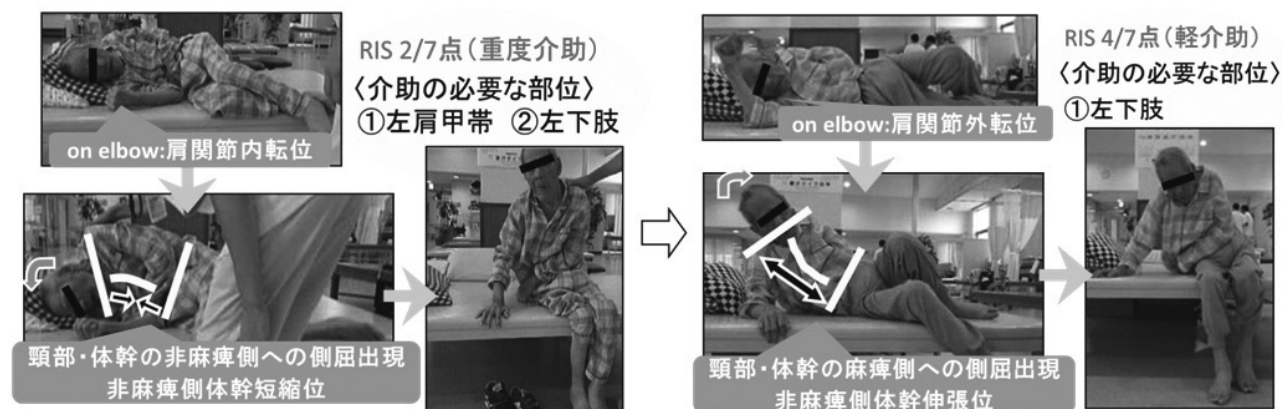 RIS 2/7点（重度介助）
〈介助の必要な部位〉
①左肩甲帯 ②左下肢
on elbow:肩関節内転位
頸部・体幹の非麻痺側への側屈出現
非麻痺側体幹短縮位
RIS 4/7点（軽介助）
〈介助の必要な部位〉
①左下肢
on elbow:肩関節外転位
頸部・体幹の麻痺側への側屈出現
非麻痺側体幹伸張位